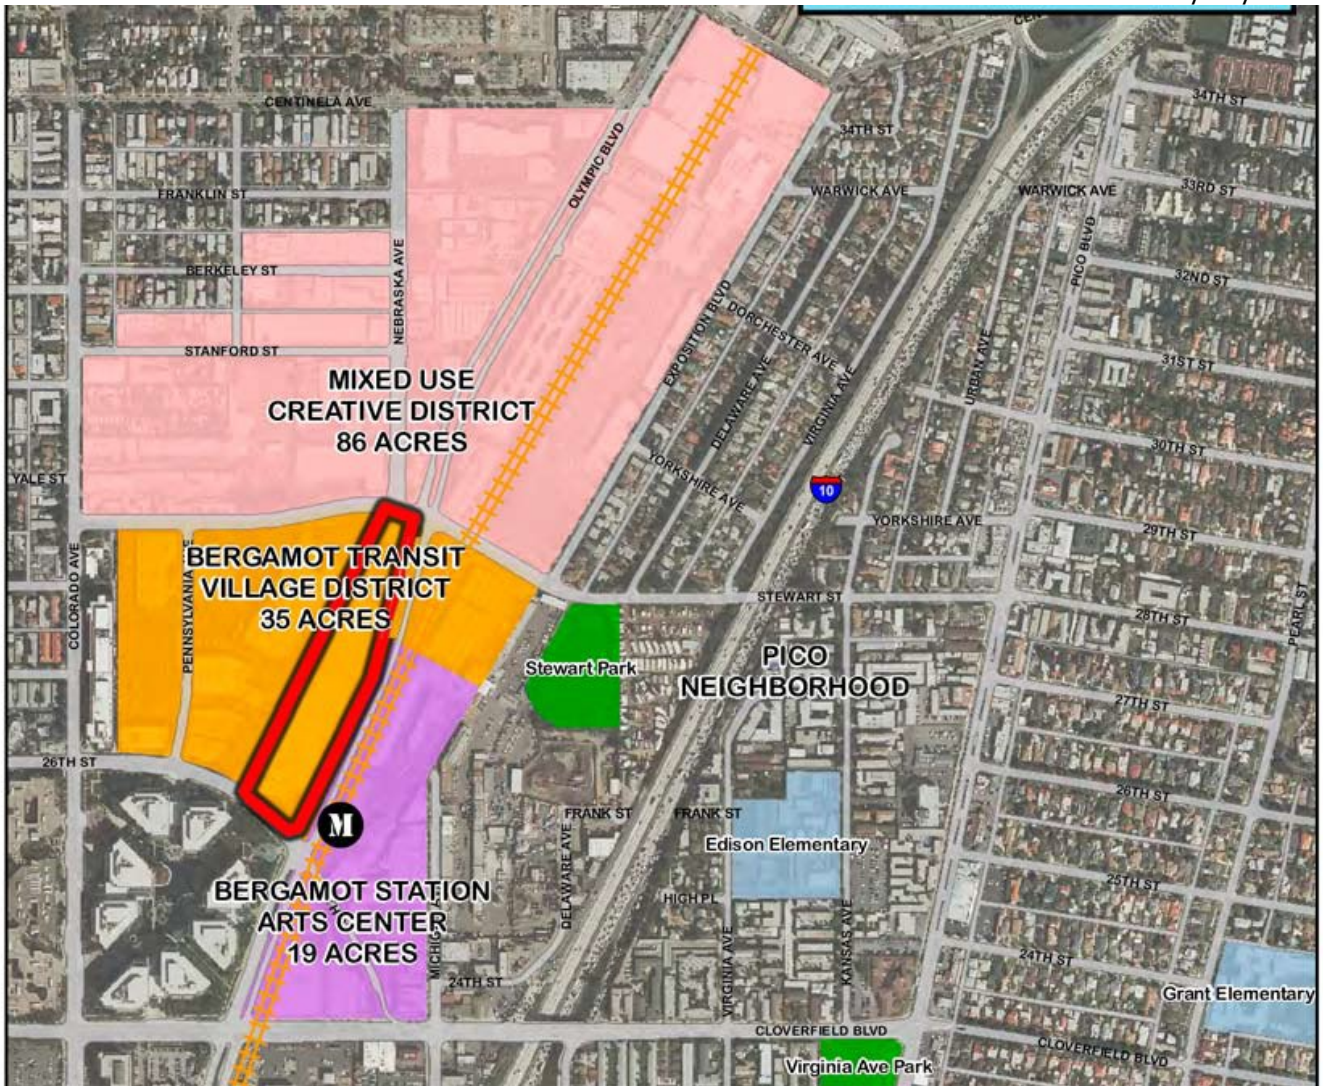 CENTINELA AVE
34TH ST
34TH ST
OLYMPIC BLVD
FRANKLIN ST
WARWICK AVE
WARWICK AVE
33RD ST
BERKELEY ST
NEBRASKA AVE
PICO BLVD
32ND ST
STANFORD ST
EXPOSITION BLVD
DORCHESTER AVE
DELAWARE AVE
VIRGINIA AVE
URBAN AVE
31ST ST
MIXED USE
CREATIVE DISTRICT
86 ACRES
30TH ST
YALE ST
YORKSHIRE AVE
10
YORKSHIRE AVE
29TH ST
COLORADO AVE
PENNSYLVANIA AVE
BERGAMOT TRANSIT
VILLAGE DISTRICT
35 ACRES
STEWART ST
28TH ST
PEARL ST
Stewart Park
PICO
NEIGHBORHOOD
27TH ST
26TH ST
26TH ST
M
FRANK ST
FRANK ST
DELAWARE AVE
Edison Elementary
25TH ST
BERGAMOT STATION
ARTS CENTER
19 ACRES
HIGH PL
VIRGINIA AVE
KANSAS AVE
24TH ST
24TH ST
Grant Elementary
CLOVERFIELD BLVD
CLOVERFIELD BLVD
Virginia Ave Park